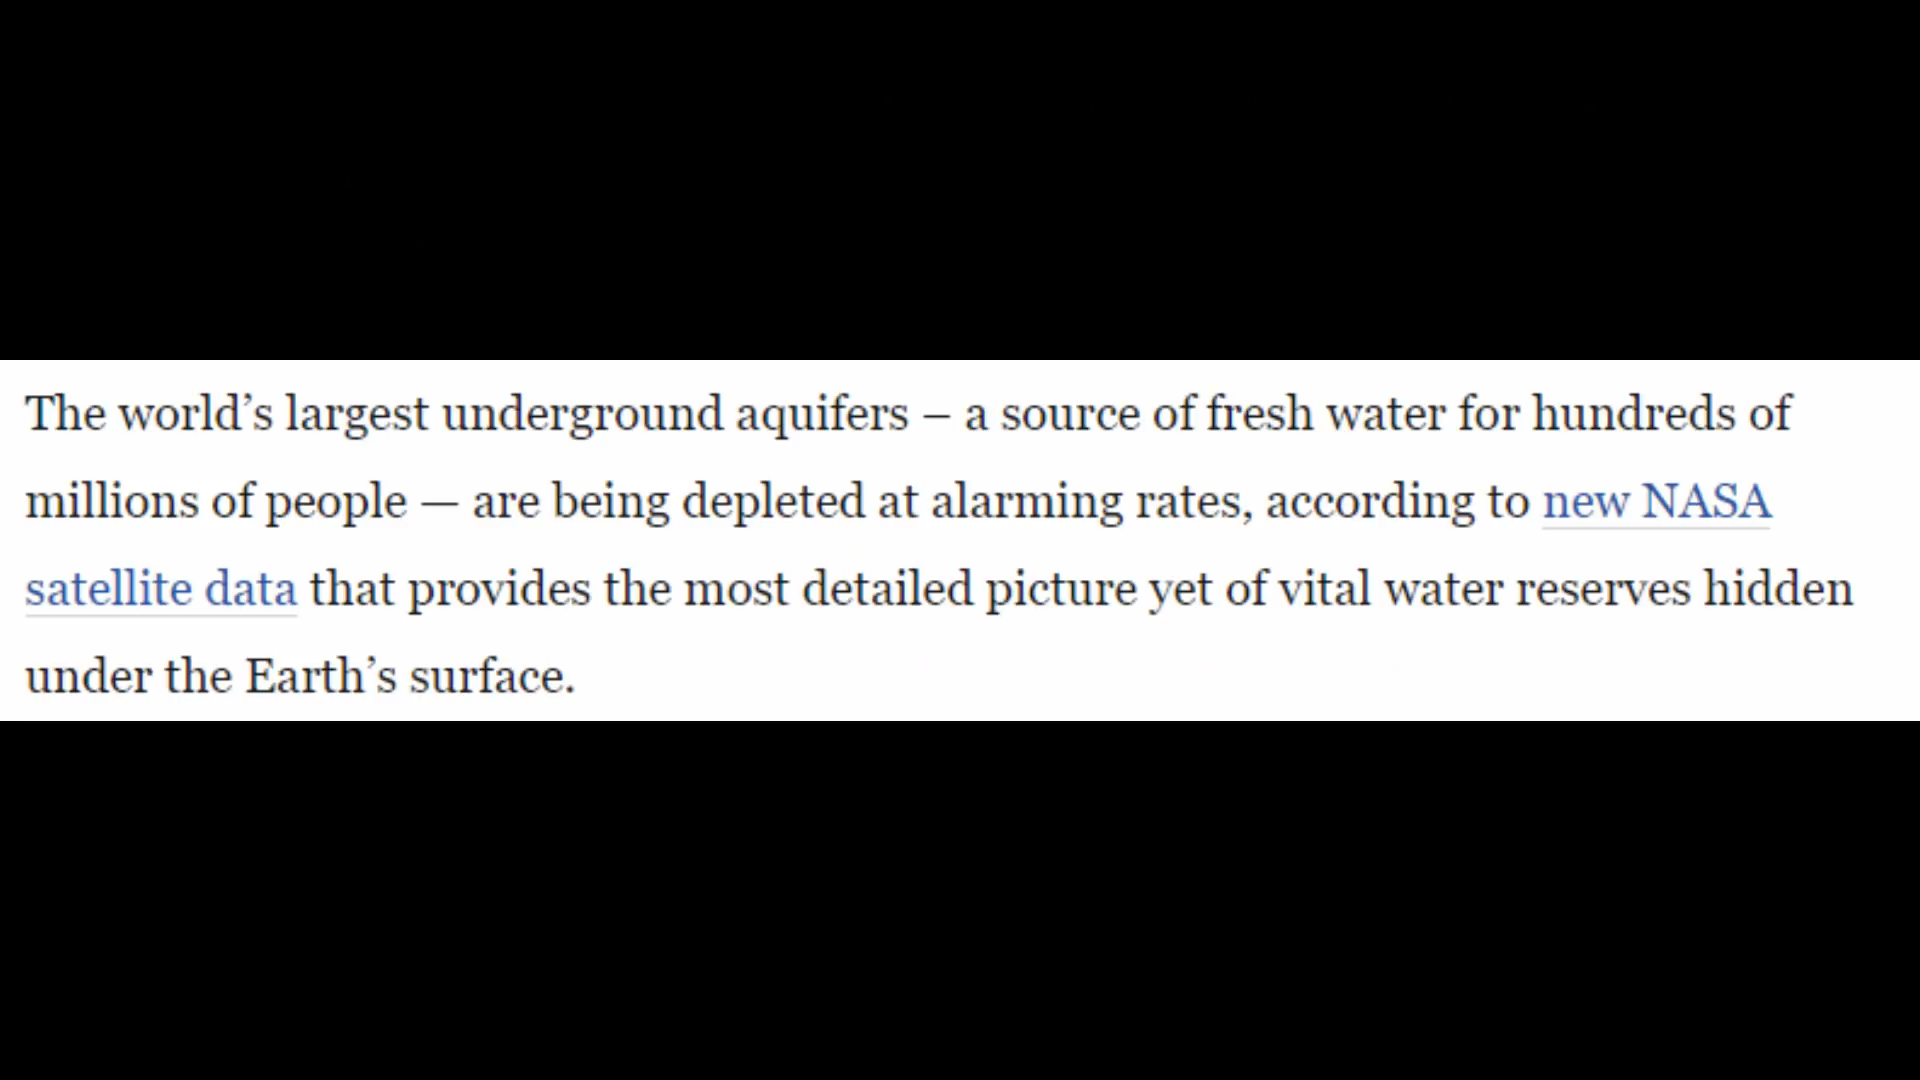 The world’s largest underground aquifers – a source of fresh water for hundreds of
millions of people — are being depleted at alarming rates, according to new NASA
satellite data that provides the most detailed picture yet of vital water reserves hidden
under the Earth’s surface.